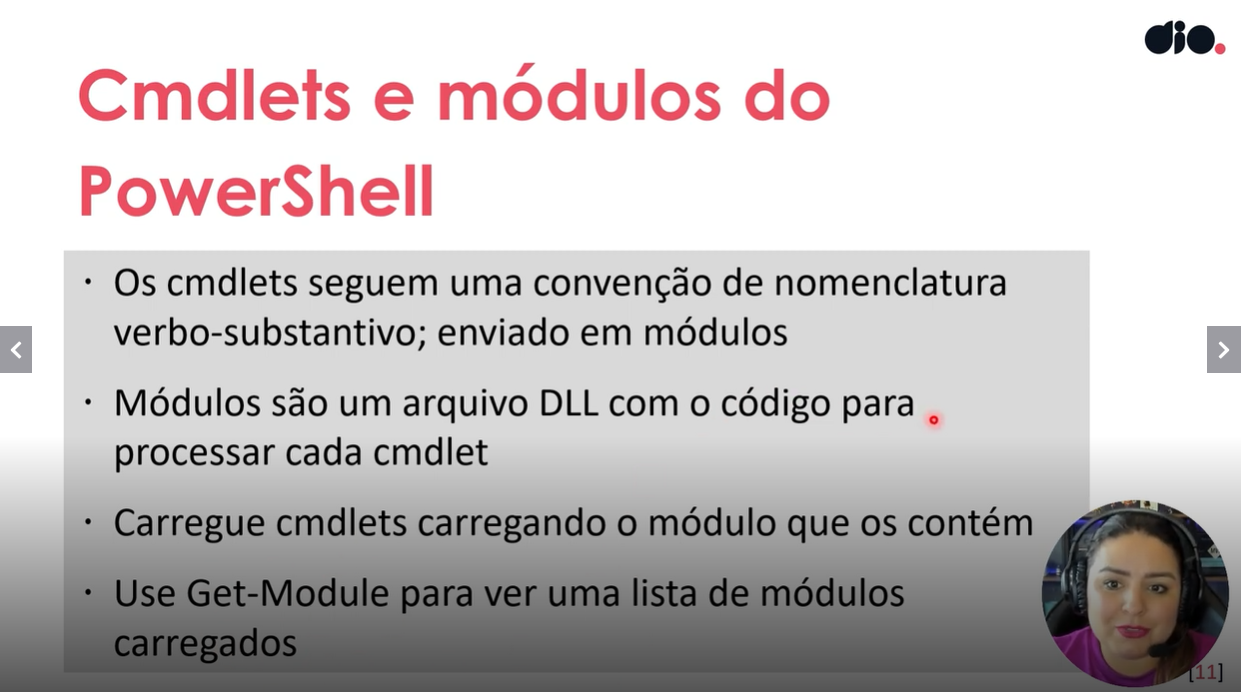 dio.
Cmdlets e módulos do
PowerShell
· Os cmdlets seguem uma convenção de nomenclatura
verbo-substantivo; enviado em módulos
· Módulos são um arquivo DLL com o código para
processar cada cmdlet
· Carregue cmdlets carregando o módulo que os contém
· Use Get-Module para ver uma lista de módulos
carregados
[11]